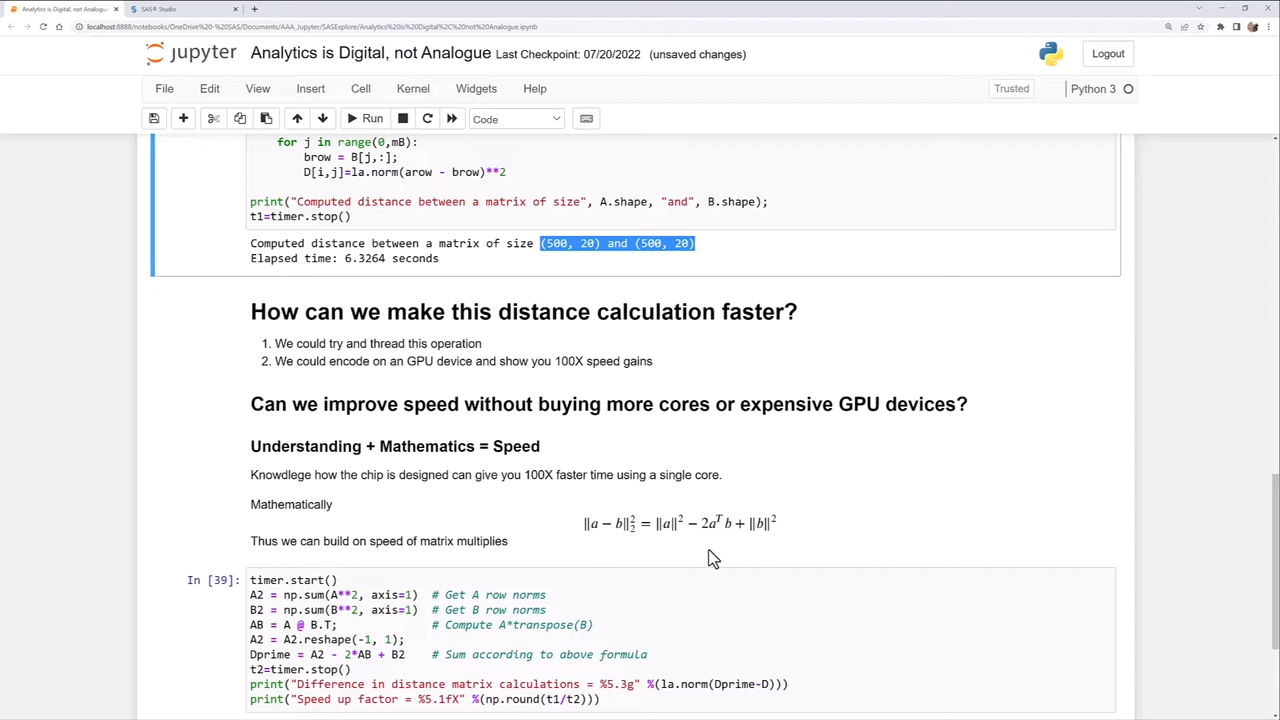 Analytics is Digital, not Analogu
SAS® Studio
localhost:8888/notebooks/OneDrive%20-%20SAS/Documents/AAA_Jupyter/SASExplore/Analytics%20is%20Digital%2C%20not%20Analogue.ipynb
jupyter Analytics is Digital, not Analogue Last Checkpoint: 07/20/2022 (unsaved changes) Logout
File Edit View Insert Cell Kernel Widgets Help Trusted Python 3
Run Code
for j in range(0,mB):
brow = B[j,:];
D[i,j]=la.norm(arow - brow)**2
print("Computed distance between a matrix of size", A.shape, "and", B.shape);
t1=timer.stop()
Computed distance between a matrix of size (500, 20) and (500, 20)
Elapsed time: 6.3264 seconds
How can we make this distance calculation faster?
1. We could try and thread this operation
2. We could encode on an GPU device and show you 100X speed gains
Can we improve speed without buying more cores or expensive GPU devices?
Understanding + Mathematics = Speed
Knowdlege how the chip is designed can give you 100X faster time using a single core.
Mathematically
‖a − b‖₂² = ‖a‖² − 2aᵀb + ‖b‖²
Thus we can build on speed of matrix multiplies
In [39]: timer.start()
A2 = np.sum(A**2, axis=1) # Get A row norms
B2 = np.sum(B**2, axis=1) # Get B row norms
AB = A @ B.T; # Compute A*transpose(B)
A2 = A2.reshape(-1, 1);
Dprime = A2 - 2*AB + B2 # Sum according to above formula
t2=timer.stop()
print("Difference in distance matrix calculations = %5.3g" %(la.norm(Dprime-D)))
print("Speed up factor = %5.1fX" %(np.round(t1/t2)))